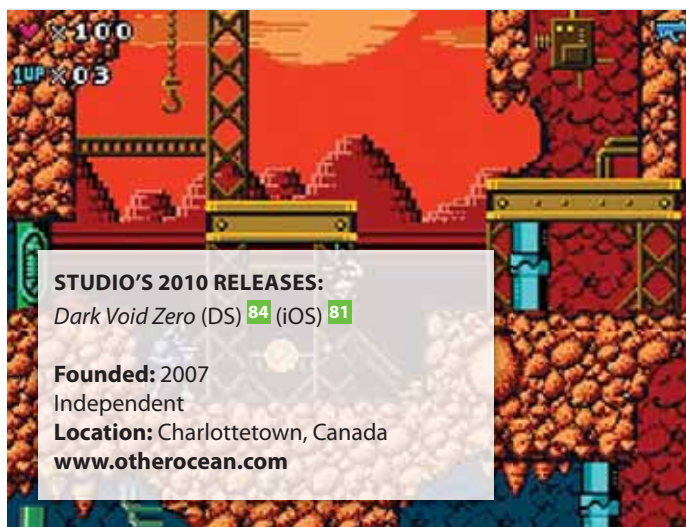 ×100
1UP×03
STUDIO'S 2010 RELEASES:
Dark Void Zero (DS) 84 (iOS) 81
Founded: 2007
Independent
Location: Charlottetown, Canada
www.otherocean.com